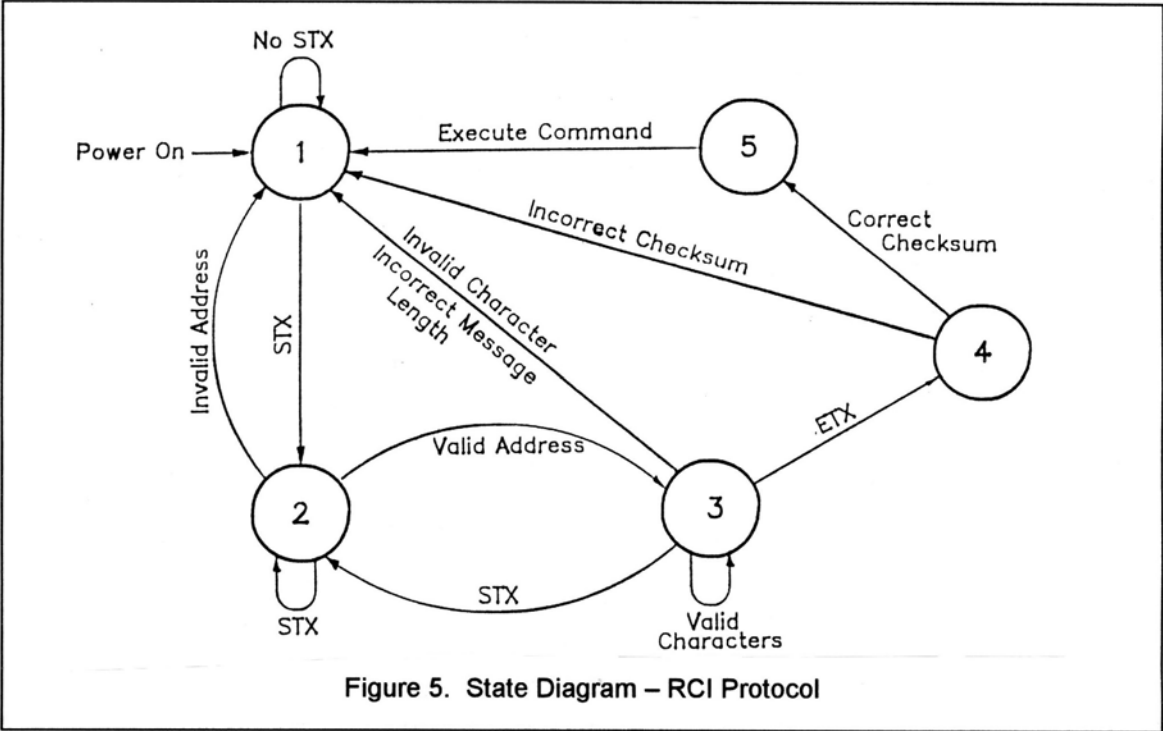 No STX
Power On
1
Execute Command
5
Incorrect Checksum
Correct
Checksum
Invalid Character
Incorrect Message
Length
Invalid Address
STX
4
ETX
Valid Address
2
3
STX
STX
Valid
Characters
Figure 5. State Diagram – RCI Protocol